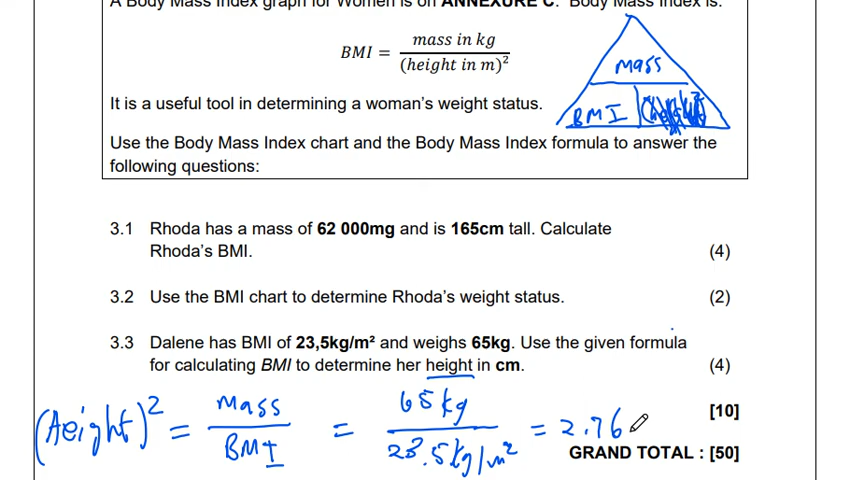 A Body Mass Index graph for Women is on ANNEXURE C. Body Mass Index is:
BMI = mass in kg / (height in m)²
Mass
BMI
It is a useful tool in determining a woman's weight status.
Use the Body Mass Index chart and the Body Mass Index formula to answer the
following questions:
3.1 Rhoda has a mass of 62 000mg and is 165cm tall. Calculate
Rhoda's BMI. (4)
3.2 Use the BMI chart to determine Rhoda's weight status. (2)
3.3 Dalene has BMI of 23,5kg/m² and weighs 65kg. Use the given formula
for calculating BMI to determine her height in cm. (4)
[10]
(Height)² = Mass / BMI = 65kg / 23.5kg/m² = 2.76
GRAND TOTAL : [50]